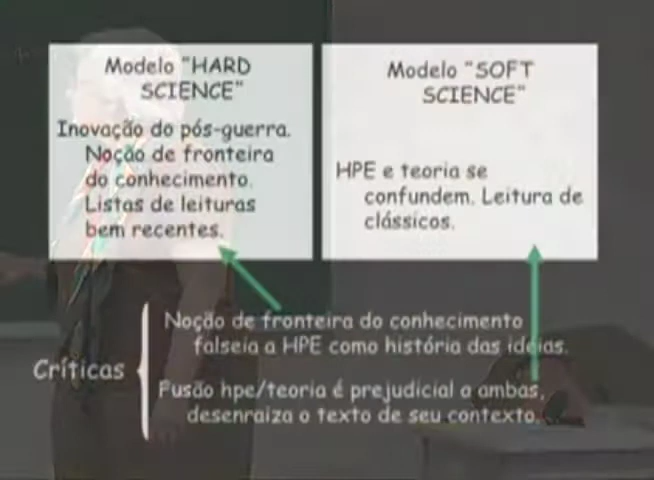 Modelo "HARD
SCIENCE"
Inovação do pós-guerra.
Noção de fronteira
do conhecimento.
Listas de leituras
bem recentes.
Modelo "SOFT
SCIENCE"
HPE e teoria se
confundem. Leitura de
clássicos.
Críticas
Noção de fronteira do conhecimento
falseia a HPE como história das ideias.
Fusão hpe/teoria é prejudicial a ambas,
desenraiza o texto de seu contexto.